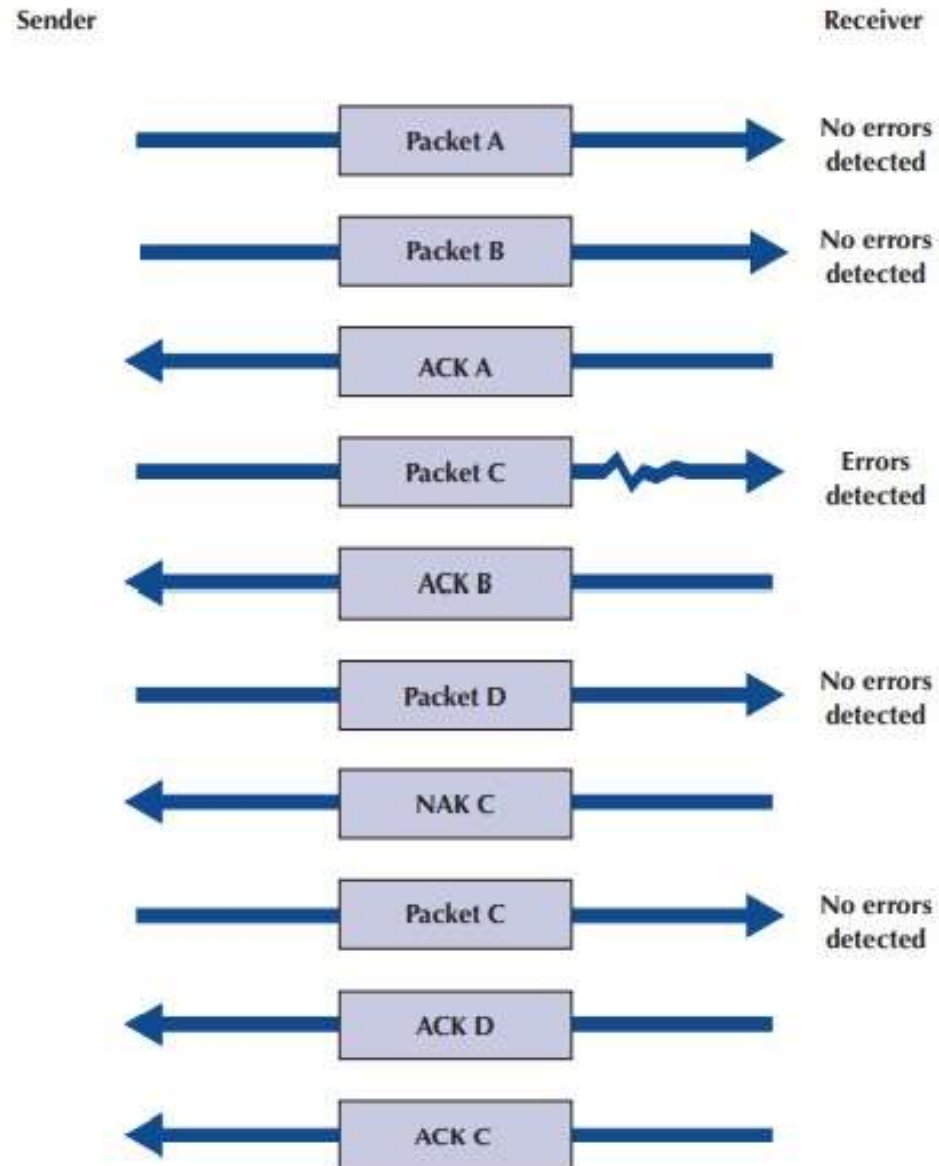 Sender
Receiver
Packet A
No errors
detected
Packet B
No errors
detected
ACK A
Packet C
Errors
detected
ACK B
Packet D
No errors
detected
NAK C
Packet C
No errors
detected
ACK D
ACK C